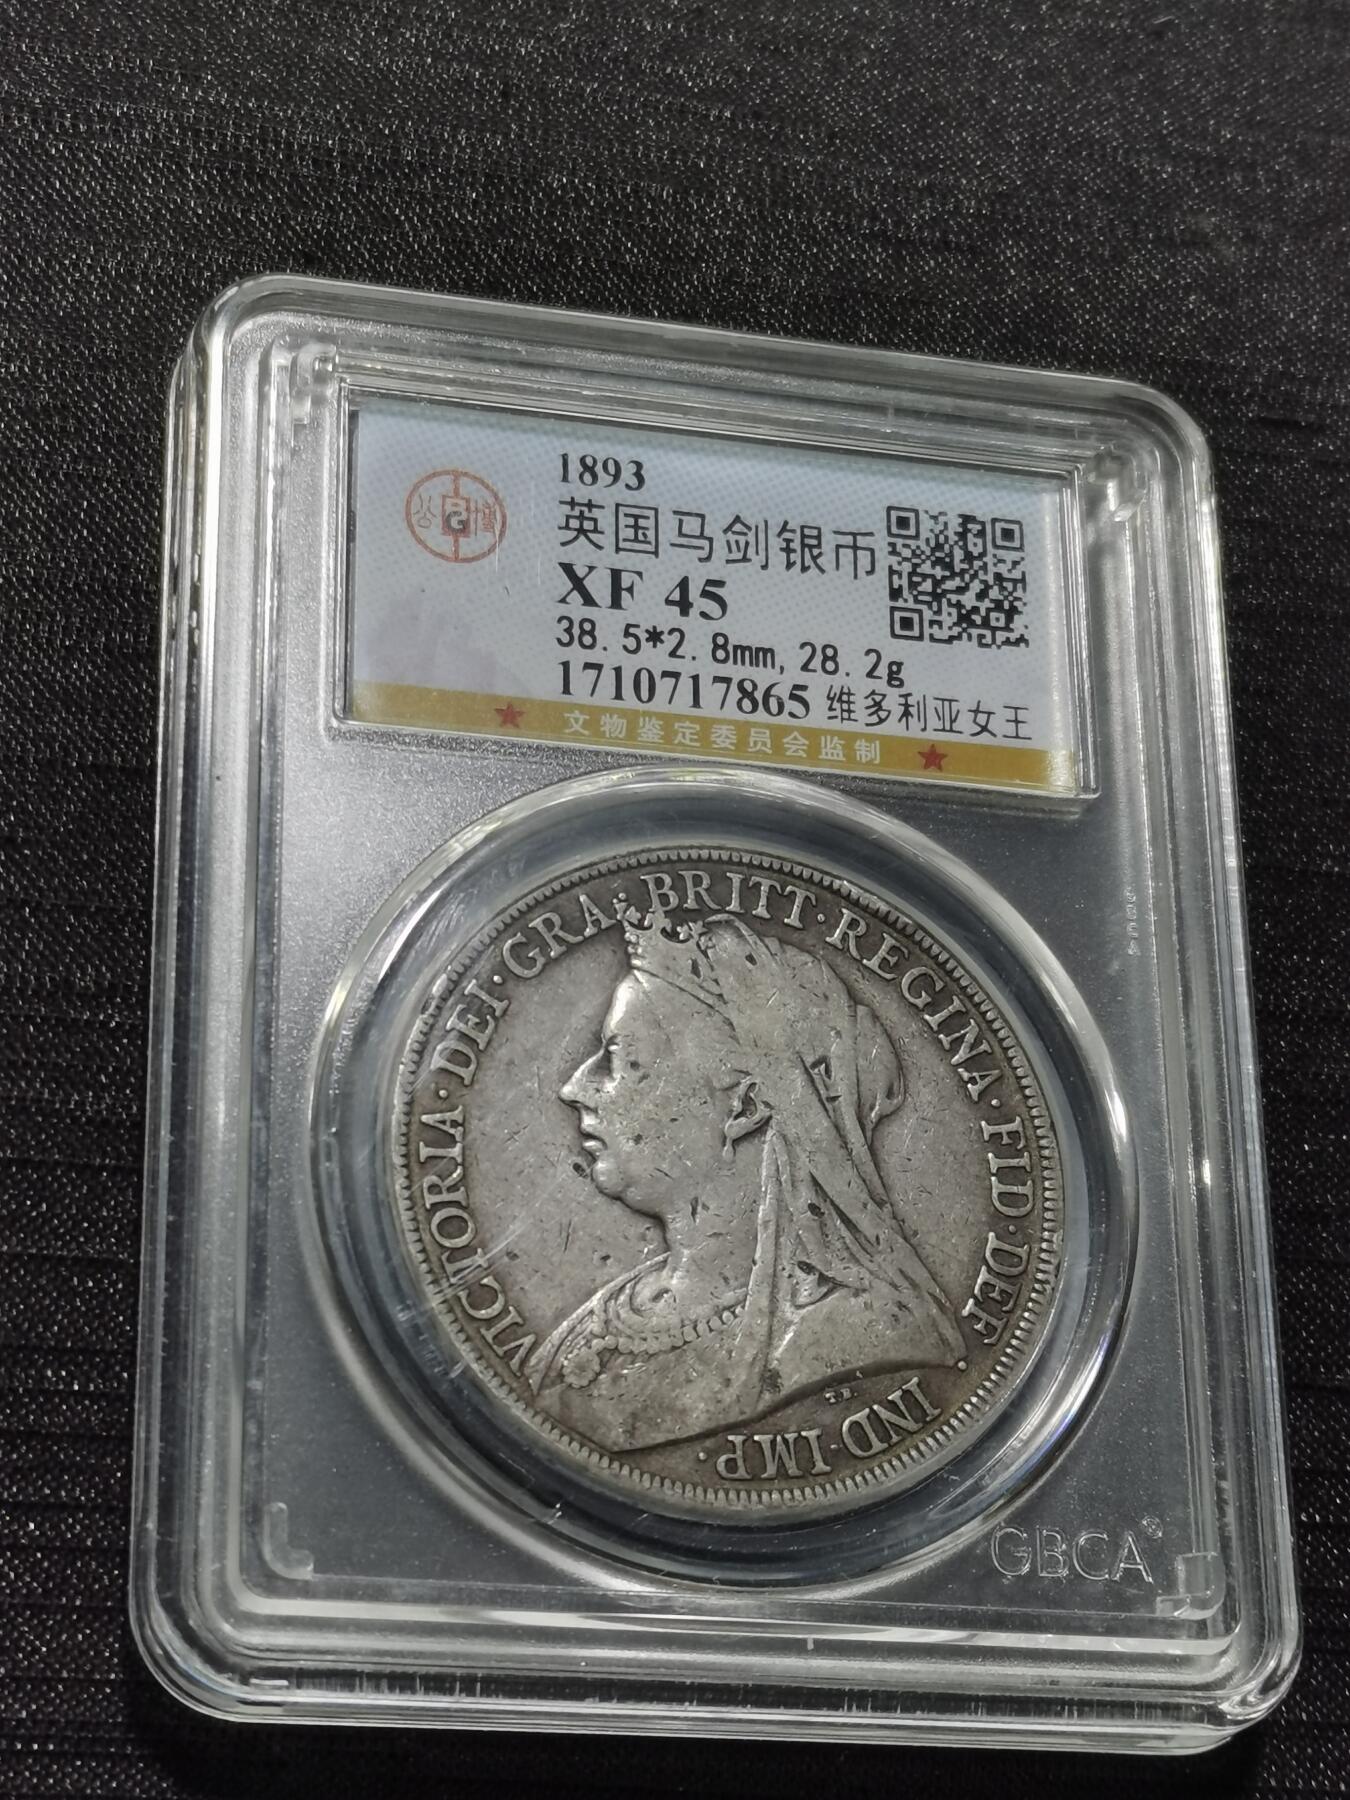 1893
英国马剑银币
XF 45
38.5*2.8mm,28.2g
1710717865 维多利亚女王
公 博
文物鉴定委员会监制
VICTORIA·DEI·GRA·BRITT·REGINA·FID·DEF·IND·IMP·
T.B.
GBCA®